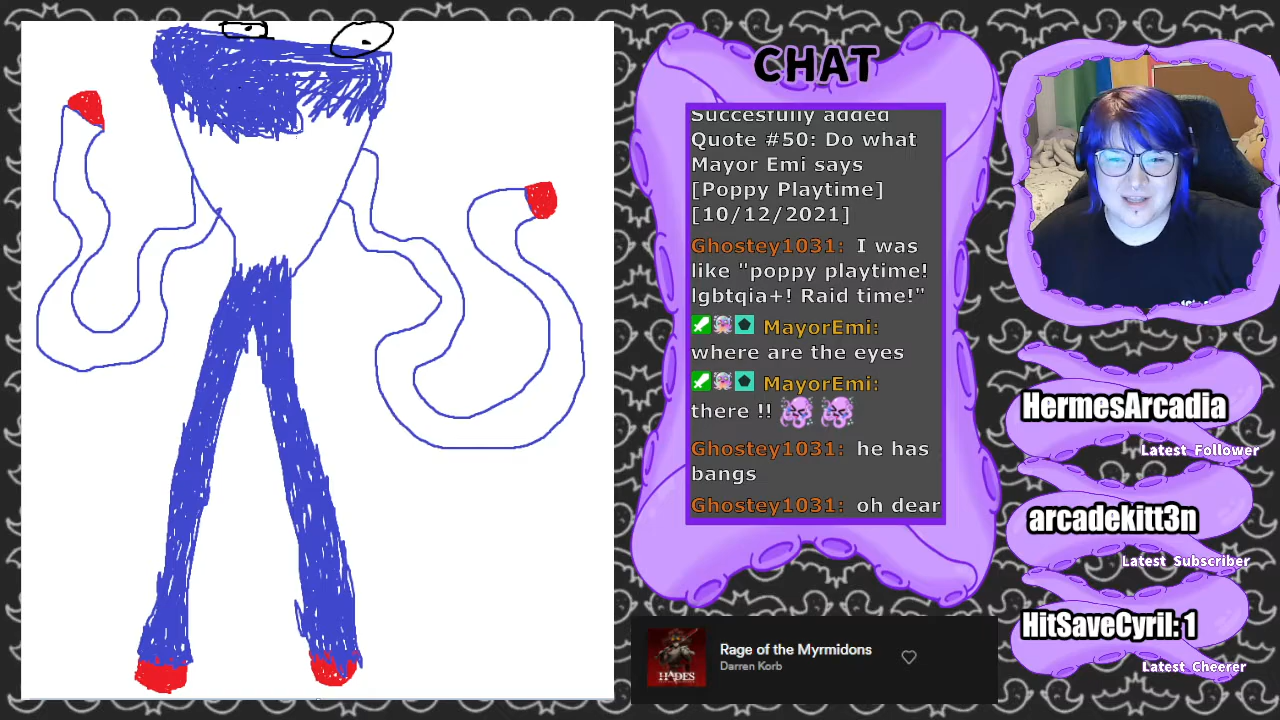 CHAT
Succesfully added
Quote #50: Do what
Mayor Emi says
[Poppy Playtime]
[10/12/2021]
Ghostey1031: I was
like "poppy playtime!
lgbtqia+! Raid time!"
MayorEmi:
where are the eyes
MayorEmi:
there !!
Ghostey1031: he has
bangs
Ghostey1031: oh dear
HermesArcadia
Latest Follower
arcadekitt3n
Latest Subscriber
HitSaveCyril: 1
Latest Cheerer
HADES
Rage of the Myrmidons
Darren Korb